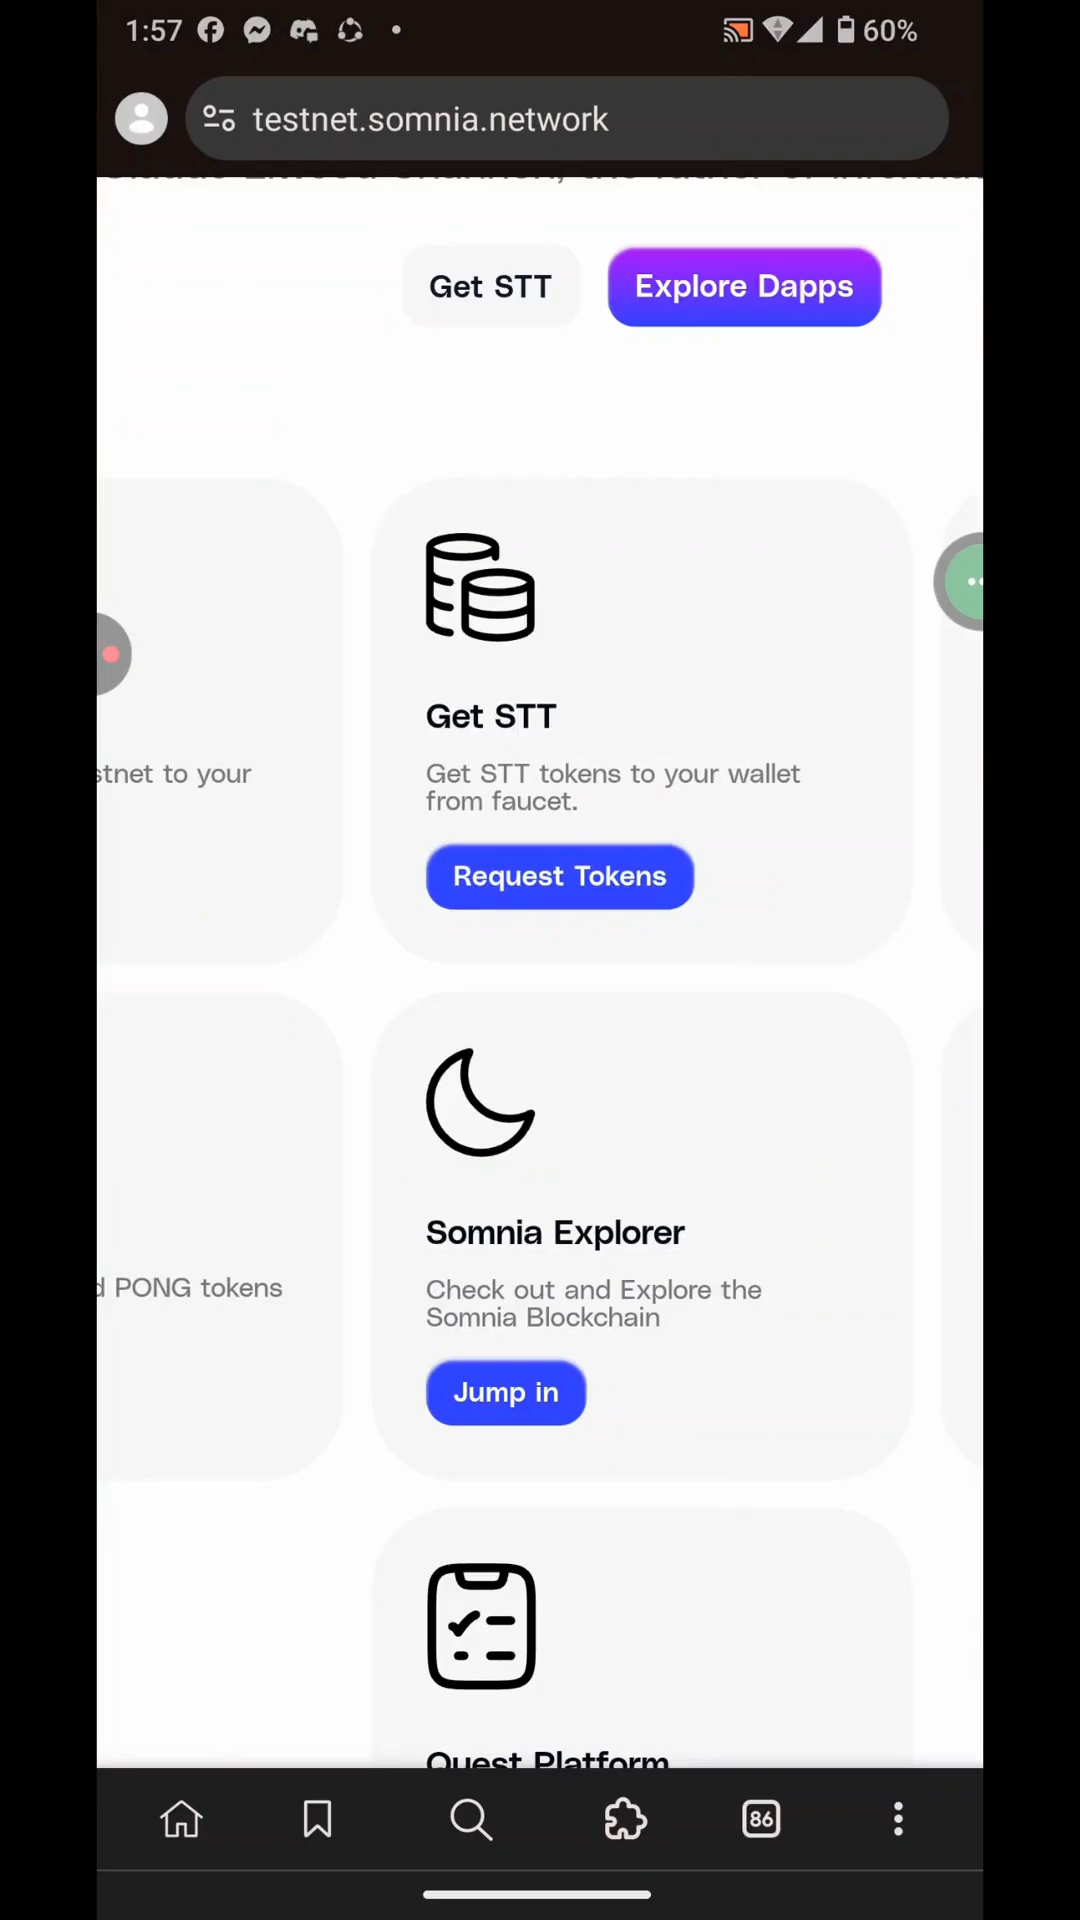 1:57
60%
testnet.somnia.network
Get STT
Explore Dapps
Get STT
stnet to your
Get STT tokens to your wallet
from faucet.
Request Tokens
Somnia Explorer
d PONG tokens
Check out and Explore the
Somnia Blockchain
Jump in
Quest Platform
86